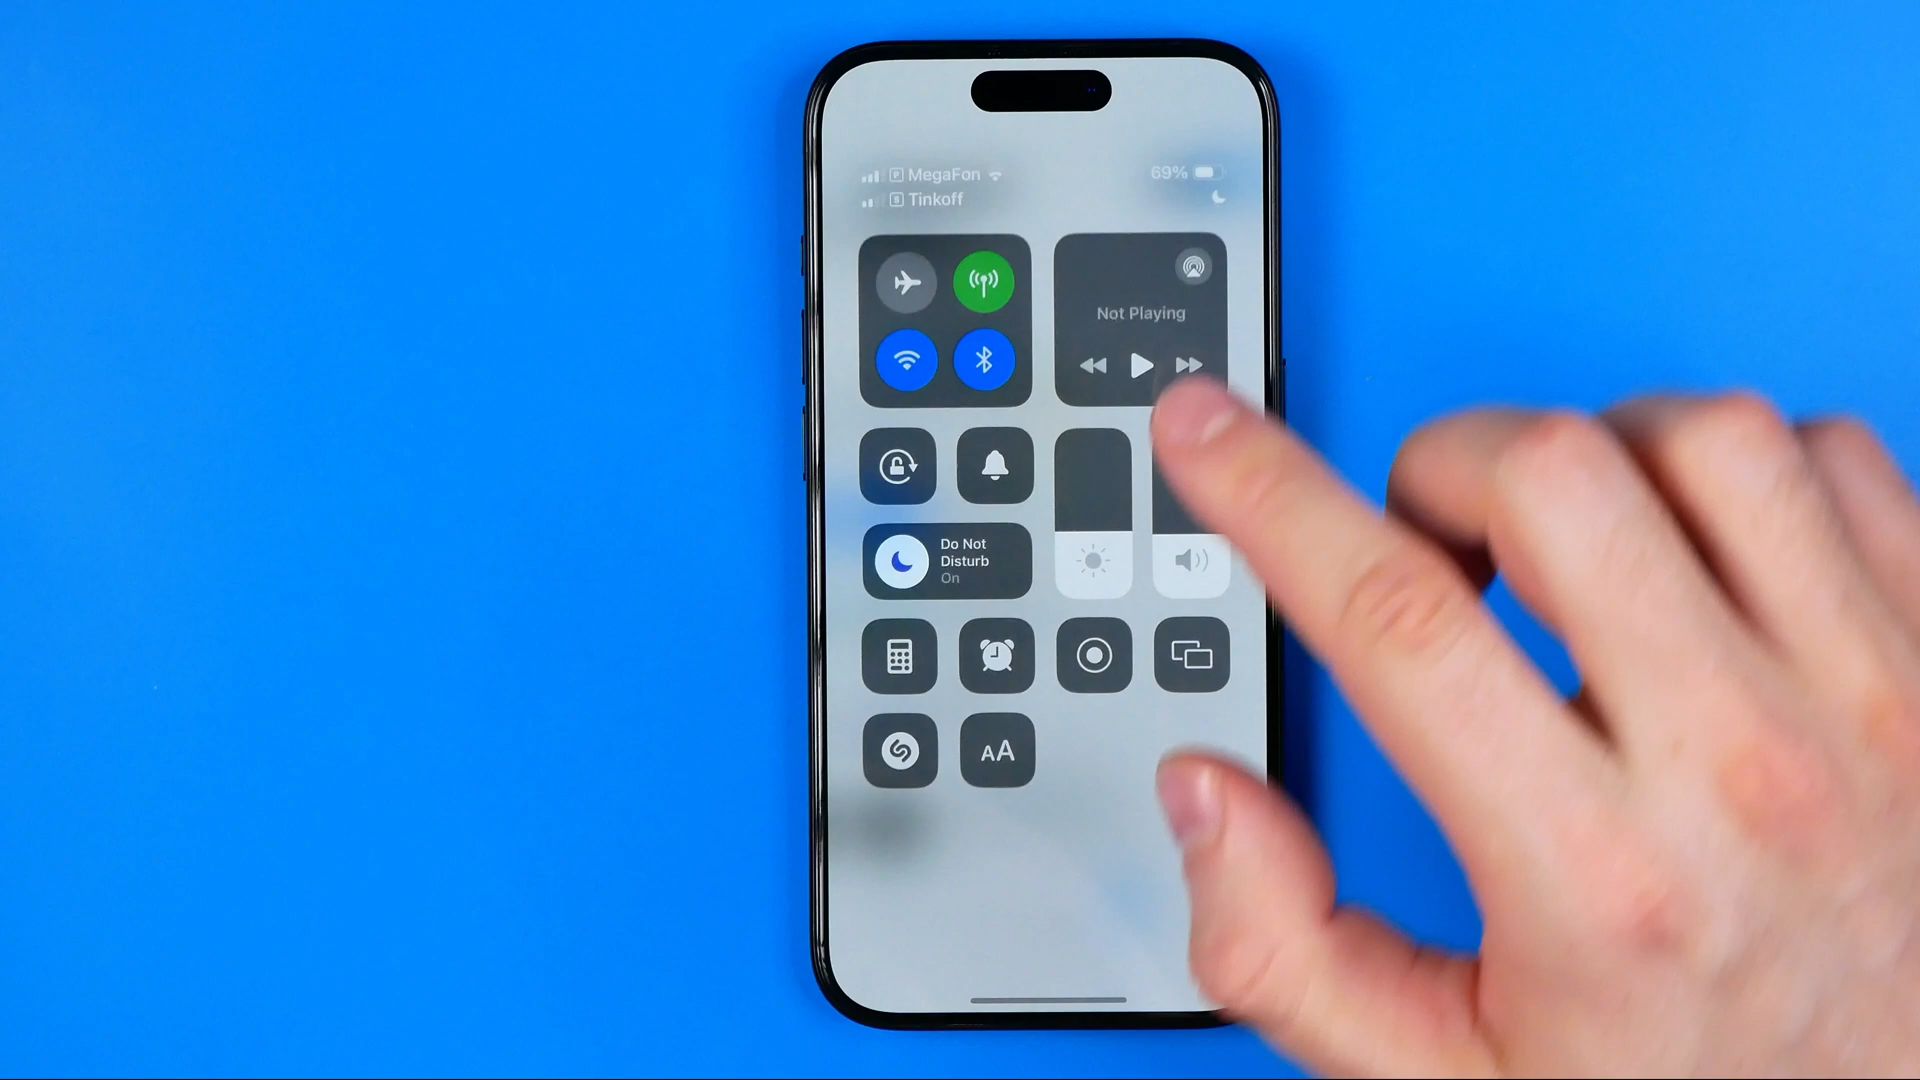 P MegaFon
69%
S Tinkoff
Not Playing
Do Not
Disturb
On
AA